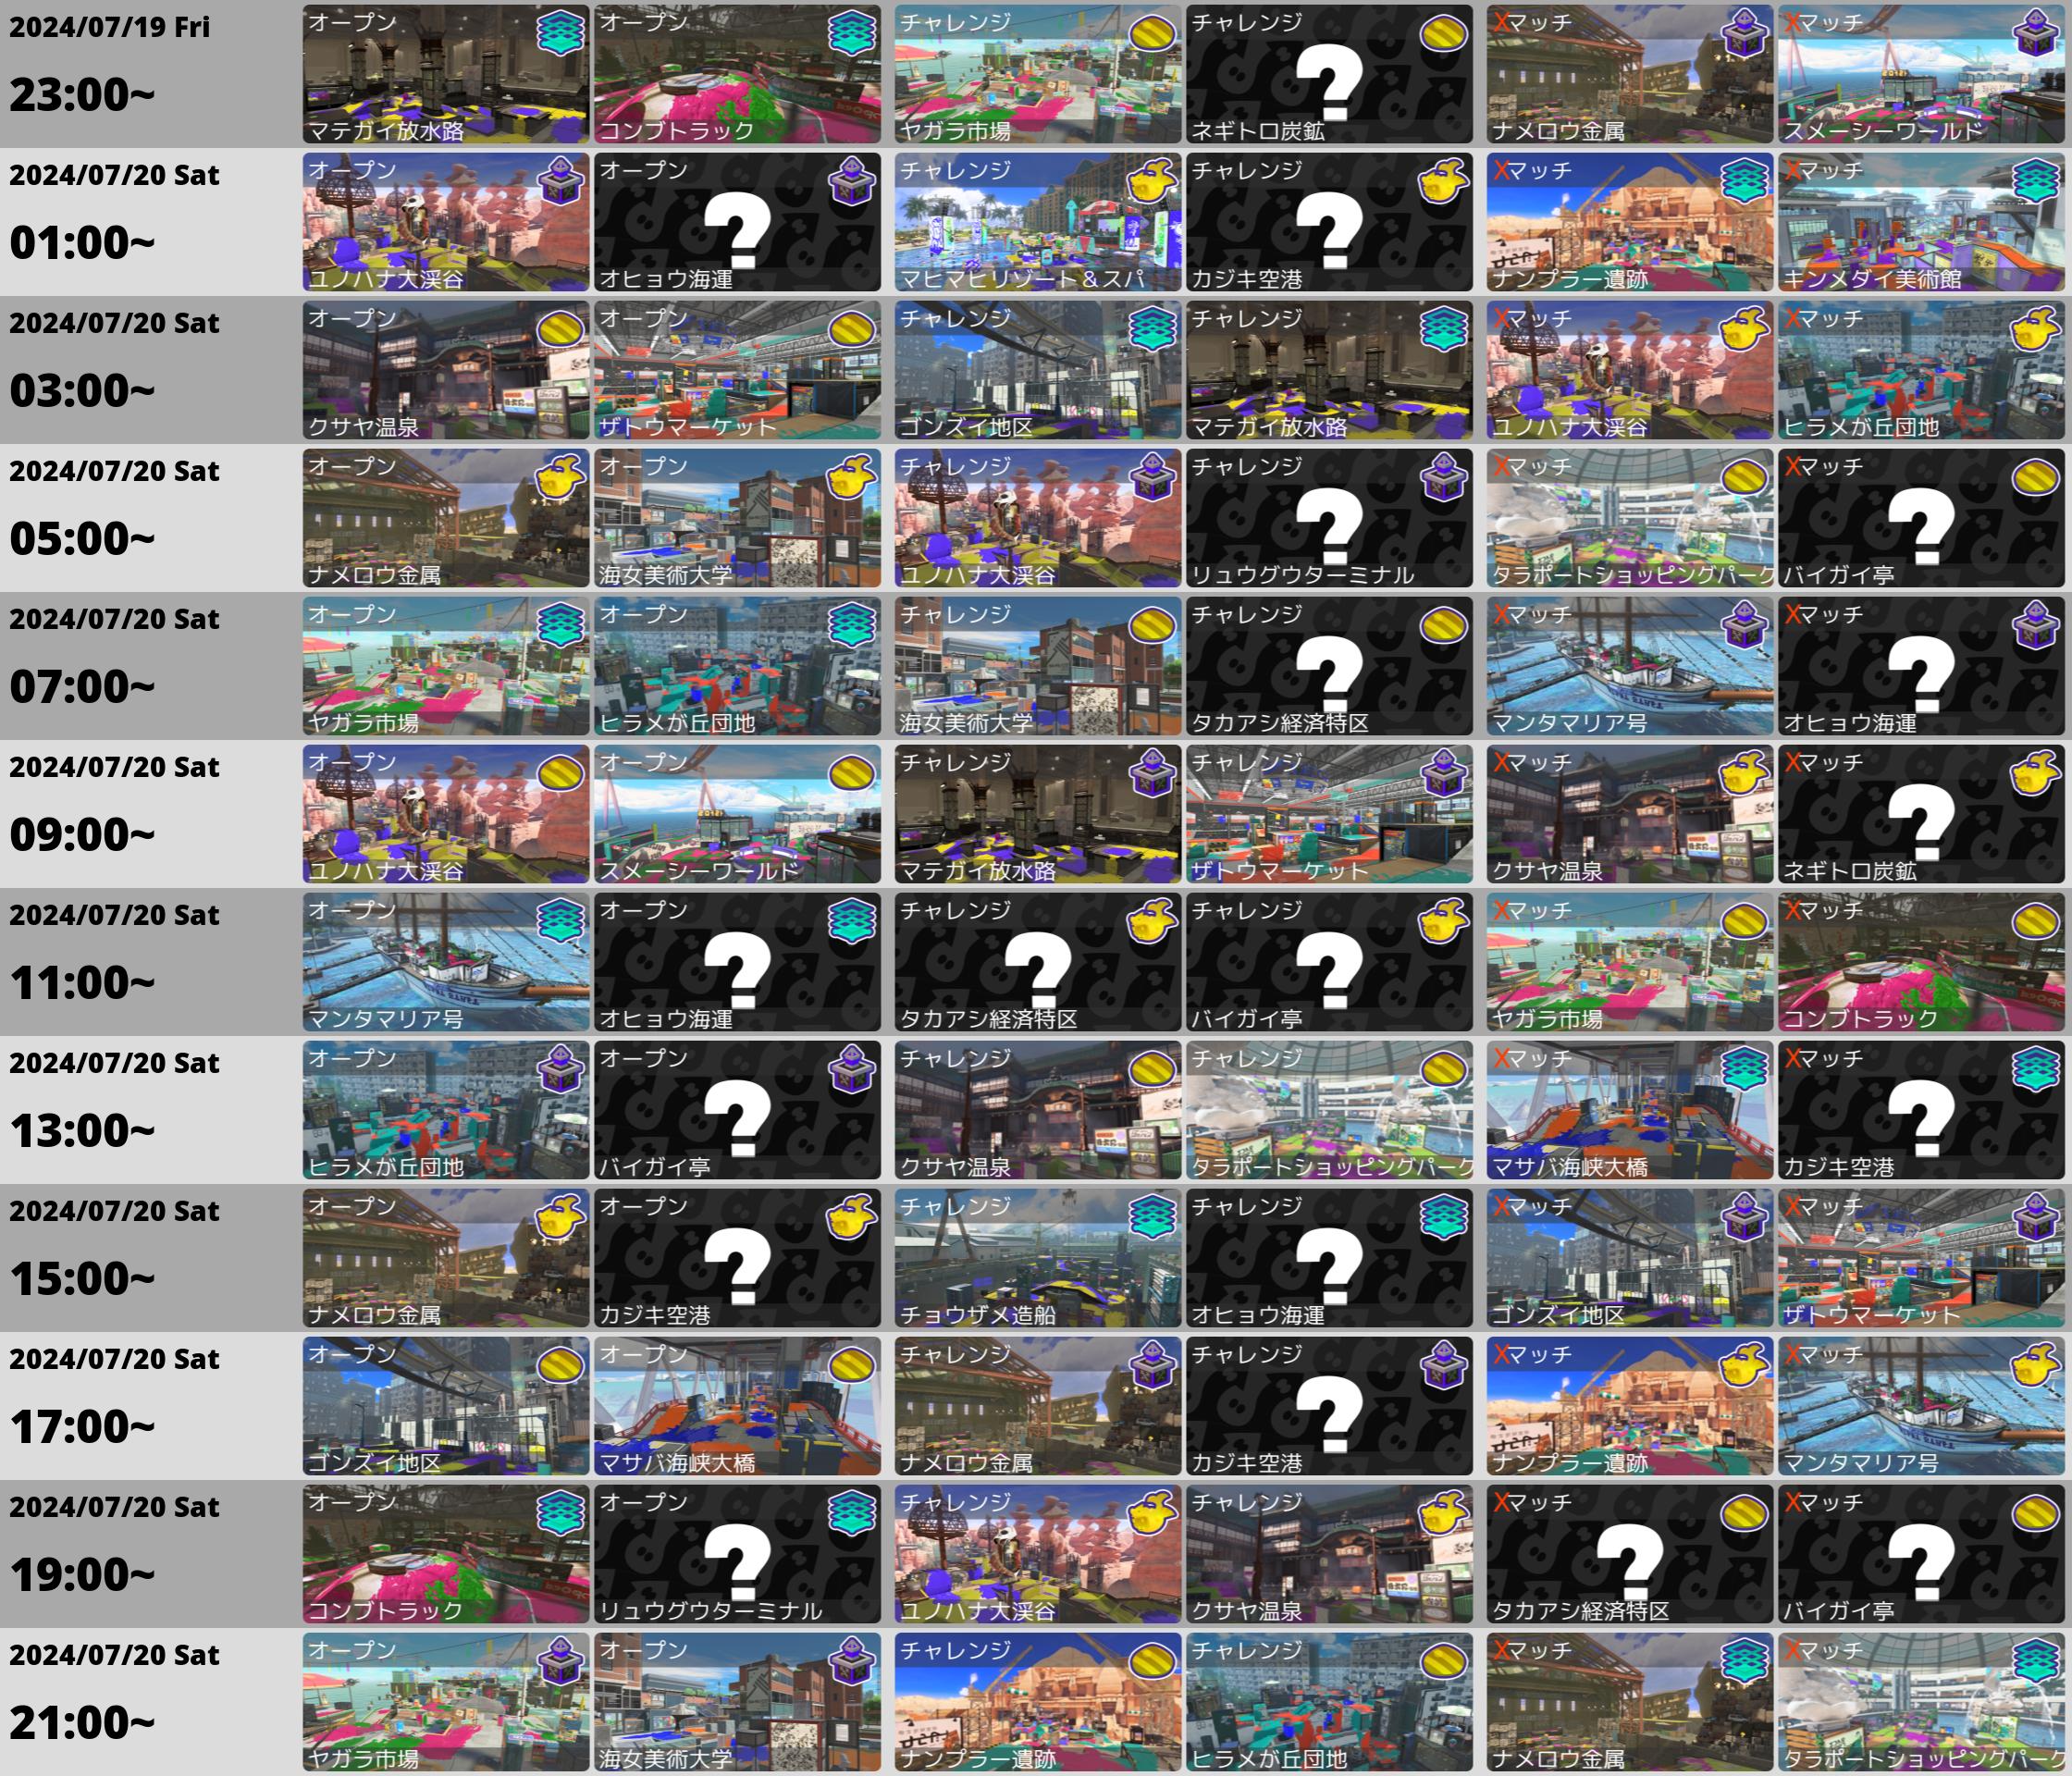 2024/07/19 Fri
23:00~
オープン オープン チャレンジ チャレンジ Xマッチ Xマッチ
マテガイ放水路 コンブトラック ヤガラ市場 ネギトロ炭鉱 ナメロウ金属 スメーシーワールド
2024/07/20 Sat
01:00~
オープン オープン チャレンジ チャレンジ Xマッチ Xマッチ
ユノハナ大渓谷 オヒョウ海運 マヒマヒリゾート&スパ カジキ空港 ナンプラー遺跡 キンメダイ美術館
2024/07/20 Sat
03:00~
オープン オープン チャレンジ チャレンジ Xマッチ Xマッチ
クサヤ温泉 ザトウマーケット ゴンズイ地区 マテガイ放水路 ユノハナ大渓谷 ヒラメが丘団地
2024/07/20 Sat
05:00~
オープン オープン チャレンジ チャレンジ Xマッチ Xマッチ
ナメロウ金属 海女美術大学 ユノハナ大渓谷 リュウグウターミナル タラポートショッピングパーク バイガイ亭
2024/07/20 Sat
07:00~
オープン オープン チャレンジ チャレンジ Xマッチ Xマッチ
ヤガラ市場 ヒラメが丘団地 海女美術大学 タカアシ経済特区 マンタマリア号 オヒョウ海運
2024/07/20 Sat
09:00~
オープン オープン チャレンジ チャレンジ Xマッチ Xマッチ
ユノハナ大渓谷 スメーシーワールド マテガイ放水路 ザトウマーケット クサヤ温泉 ネギトロ炭鉱
2024/07/20 Sat
11:00~
オープン オープン チャレンジ チャレンジ Xマッチ Xマッチ
マンタマリア号 オヒョウ海運 タカアシ経済特区 バイガイ亭 ヤガラ市場 コンブトラック
2024/07/20 Sat
13:00~
オープン オープン チャレンジ チャレンジ Xマッチ Xマッチ
ヒラメが丘団地 バイガイ亭 クサヤ温泉 タラポートショッピングパーク マサバ海峡大橋 カジキ空港
2024/07/20 Sat
15:00~
オープン オープン チャレンジ チャレンジ Xマッチ Xマッチ
ナメロウ金属 カジキ空港 チョウザメ造船 オヒョウ海運 ゴンズイ地区 ザトウマーケット
2024/07/20 Sat
17:00~
オープン オープン チャレンジ チャレンジ Xマッチ Xマッチ
ゴンズイ地区 マサバ海峡大橋 ナメロウ金属 カジキ空港 ナンプラー遺跡 マンタマリア号
2024/07/20 Sat
19:00~
オープン オープン チャレンジ チャレンジ Xマッチ Xマッチ
コンブトラック リュウグウターミナル ユノハナ大渓谷 クサヤ温泉 タカアシ経済特区 バイガイ亭
2024/07/20 Sat
21:00~
オープン オープン チャレンジ チャレンジ Xマッチ Xマッチ
ヤガラ市場 海女美術大学 ナンプラー遺跡 ヒラメが丘団地 ナメロウ金属 タラポートショッピングパーク